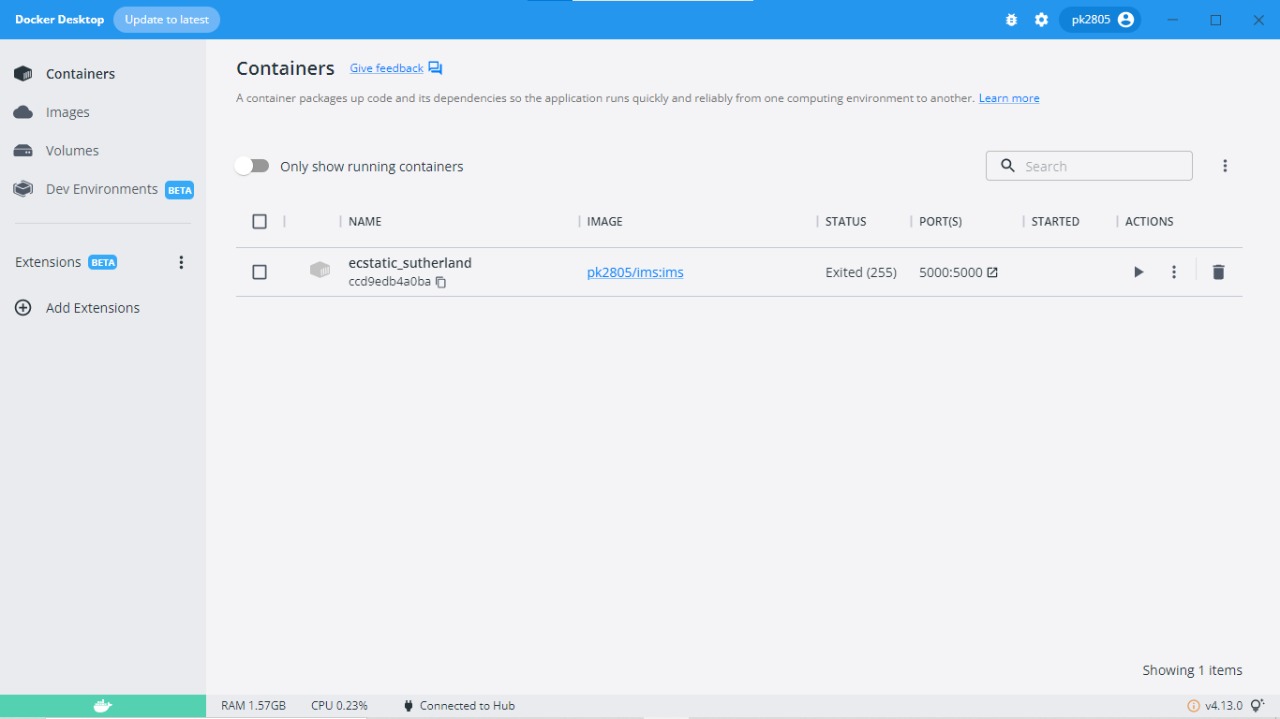 Docker Desktop Update to latest pk2805
Containers
Images
Volumes
Dev Environments BETA
Extensions BETA
Add Extensions
Containers Give feedback
A container packages up code and its dependencies so the application runs quickly and reliably from one computing environment to another. Learn more
Only show running containers Search
NAME IMAGE STATUS PORT(S) STARTED ACTIONS
ecstatic_sutherland
ccd9edb4a0ba pk2805/ims:ims Exited (255) 5000:5000
Showing 1 items
RAM 1.57GB CPU 0.23% Connected to Hub v4.13.0